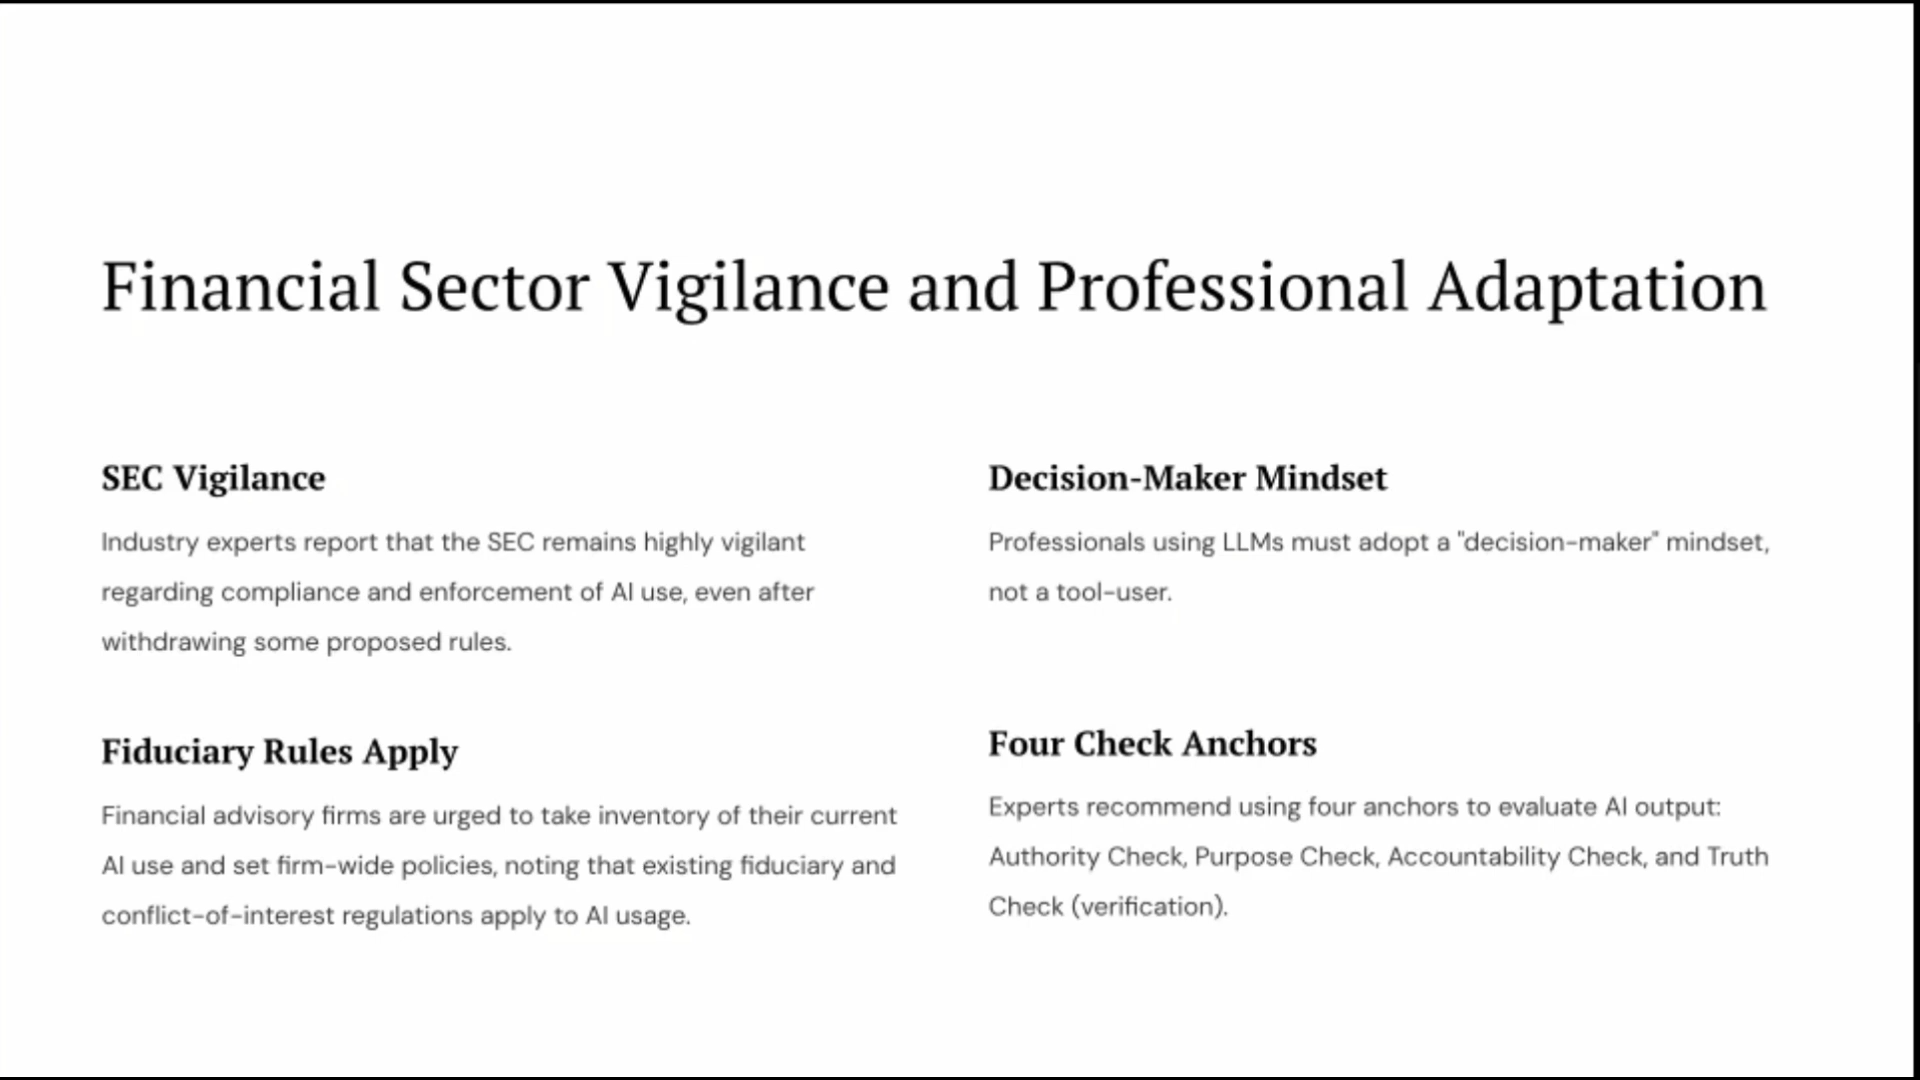 Financial Sector Vigilance and Professional Adaptation
SEC Vigilance
Industry experts report that the SEC remains highly vigilant
regarding compliance and enforcement of AI use, even after
withdrawing some proposed rules.
Fiduciary Rules Apply
Financial advisory firms are urged to take inventory of their current
AI use and set firm-wide policies, noting that existing fiduciary and
conflict-of-interest regulations apply to AI usage.
Decision-Maker Mindset
Professionals using LLMs must adopt a "decision-maker" mindset,
not a tool-user.
Four Check Anchors
Experts recommend using four anchors to evaluate AI output:
Authority Check, Purpose Check, Accountability Check, and Truth
Check (verification).